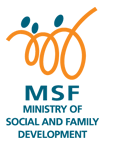 MSF
MINISTRY OF
SOCIAL AND FAMILY
DEVELOPMENT